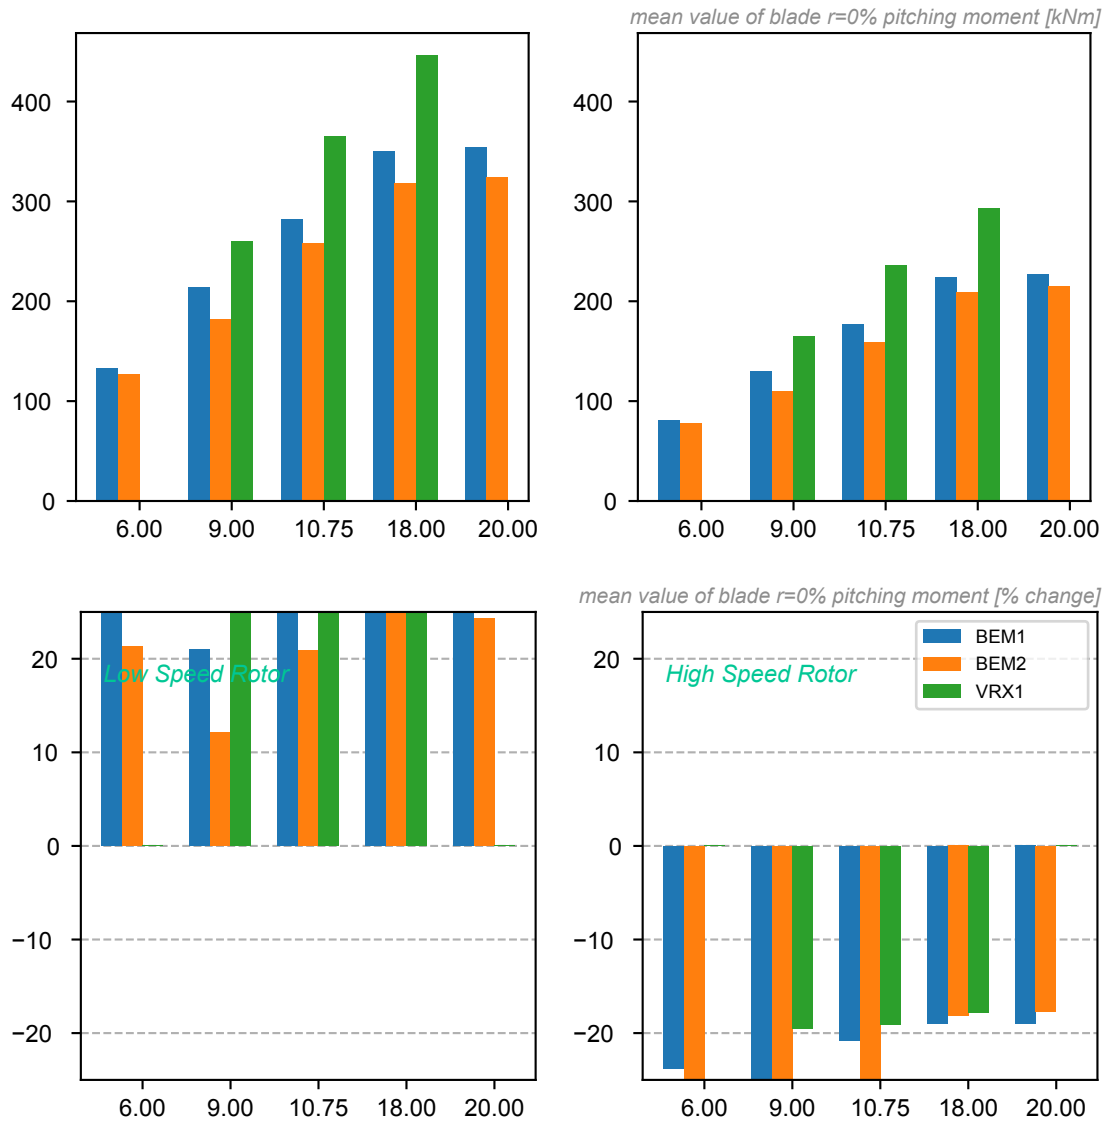 mean value of blade r=0% pitching moment [kNm]
400
300
200
100
0
6.00 9.00 10.75 18.00 20.00
400
300
200
100
0
6.00 9.00 10.75 18.00 20.00
mean value of blade r=0% pitching moment [% change]
20
10
0
−10
−20
Low Speed Rotor
6.00 9.00 10.75 18.00 20.00
20
10
0
−10
−20
High Speed Rotor
BEM1
BEM2
VRX1
6.00 9.00 10.75 18.00 20.00